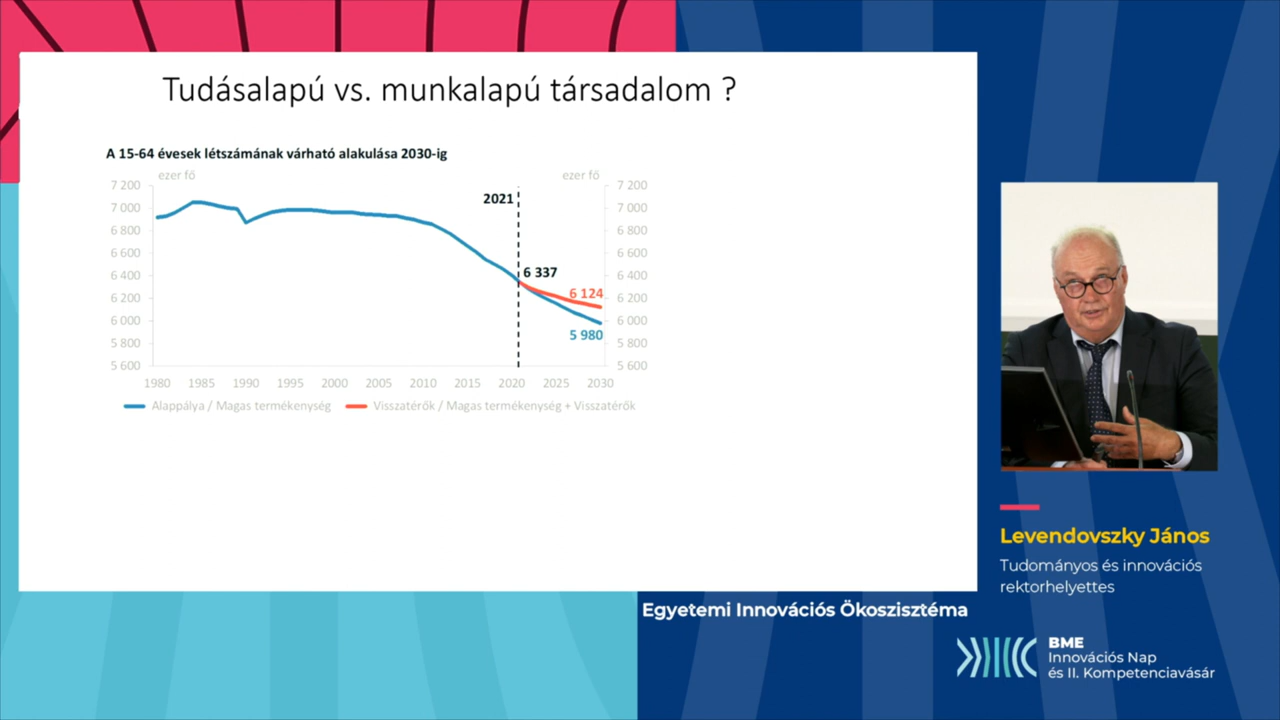 Tudásalapú vs. munkalapú társadalom ?
A 15-64 évesek létszámának várható alakulása 2030-ig
ezer fő
ezer fő
7 200
7 000
6 800
6 600
6 400
6 200
6 000
5 800
5 600
2021
6 337
6 124
5 980
7 200
7 000
6 800
6 600
6 400
6 200
6 000
5 800
5 600
1980 1985 1990 1995 2000 2005 2010 2015 2020 2025 2030
Alappálya / Magas termékenység
Visszatérők / Magas termékenység + Visszatérők
Levendovszky János
Tudományos és innovációs
rektorhelyettes
Egyetemi Innovációs Ökoszisztéma
BME
Innovációs Nap
és II. Kompetenciavásár